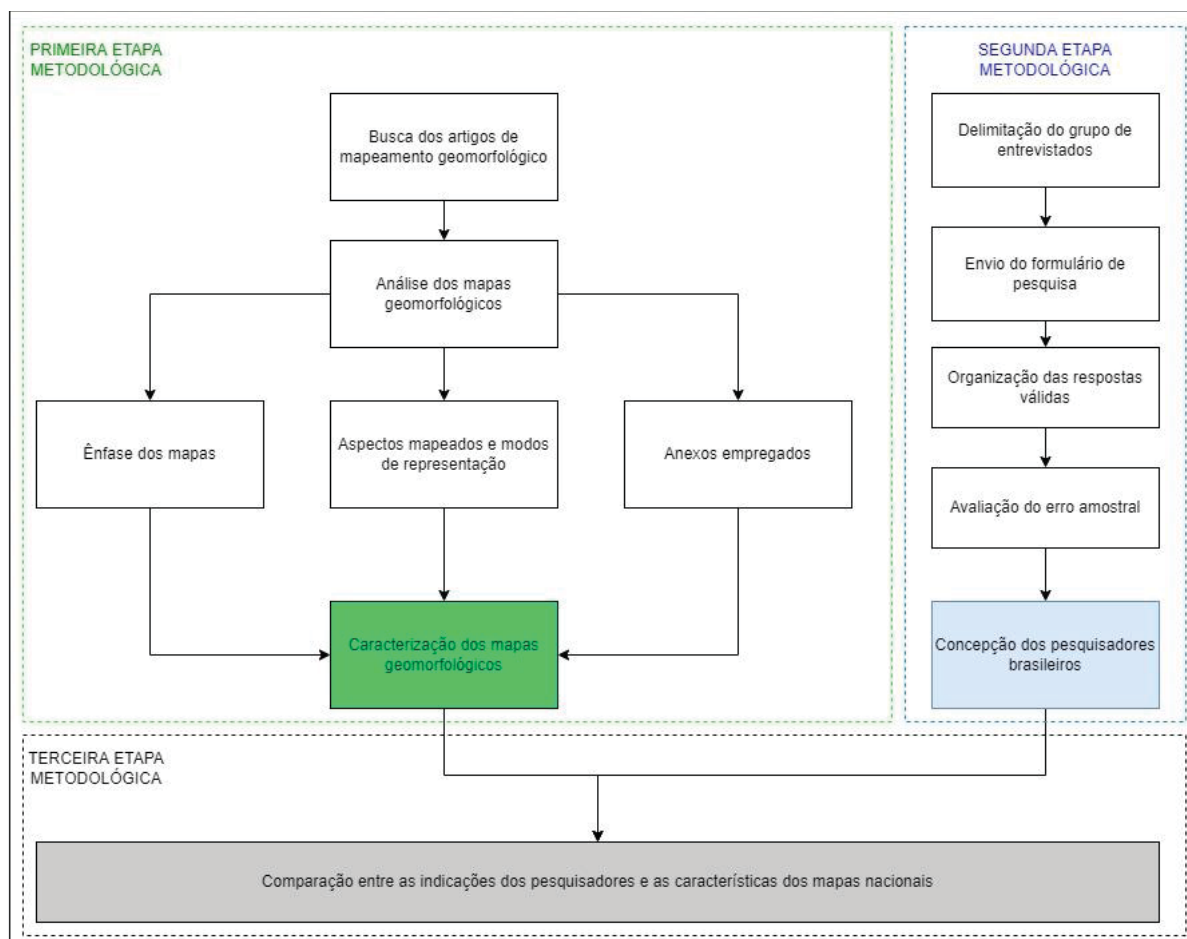 PRIMEIRA ETAPA
METODOLÓGICA
Busca dos artigos de
mapeamento geomorfológico
Análise dos mapas
geomorfológicos
Ênfase dos mapas
Aspectos mapeados e modos
de representação
Anexos empregados
Caracterização dos mapas
geomorfológicos
SEGUNDA ETAPA
METODOLÓGICA
Delimitação do grupo de
entrevistados
Envio do formulário de
pesquisa
Organização das respostas
válidas
Avaliação do erro amostral
Concepção dos pesquisadores
brasileiros
TERCEIRA ETAPA
METODOLÓGICA
Comparação entre as indicações dos pesquisadores e as características dos mapas nacionais